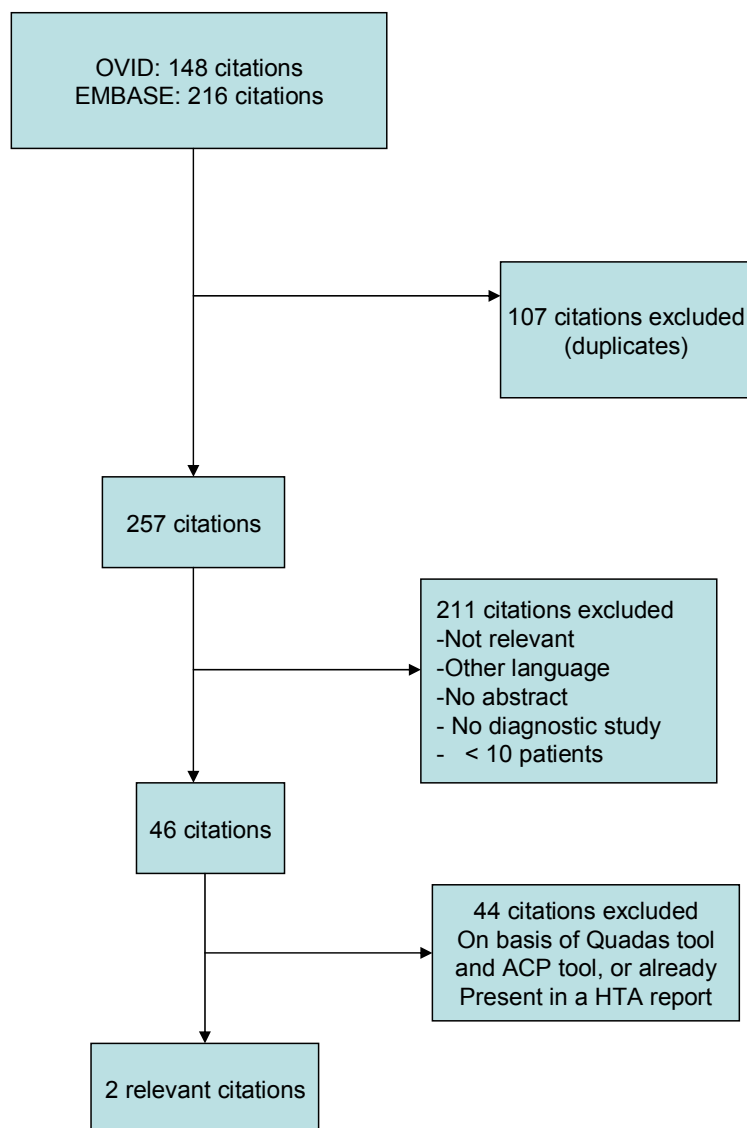 OVID: 148 citations
EMBASE: 216 citations
107 citations excluded
(duplicates)
257 citations
211 citations excluded
-Not relevant
-Other language
-No abstract
- No diagnostic study
- < 10 patients
46 citations
44 citations excluded
On basis of Quadas tool
and ACP tool, or already
Present in a HTA report
2 relevant citations